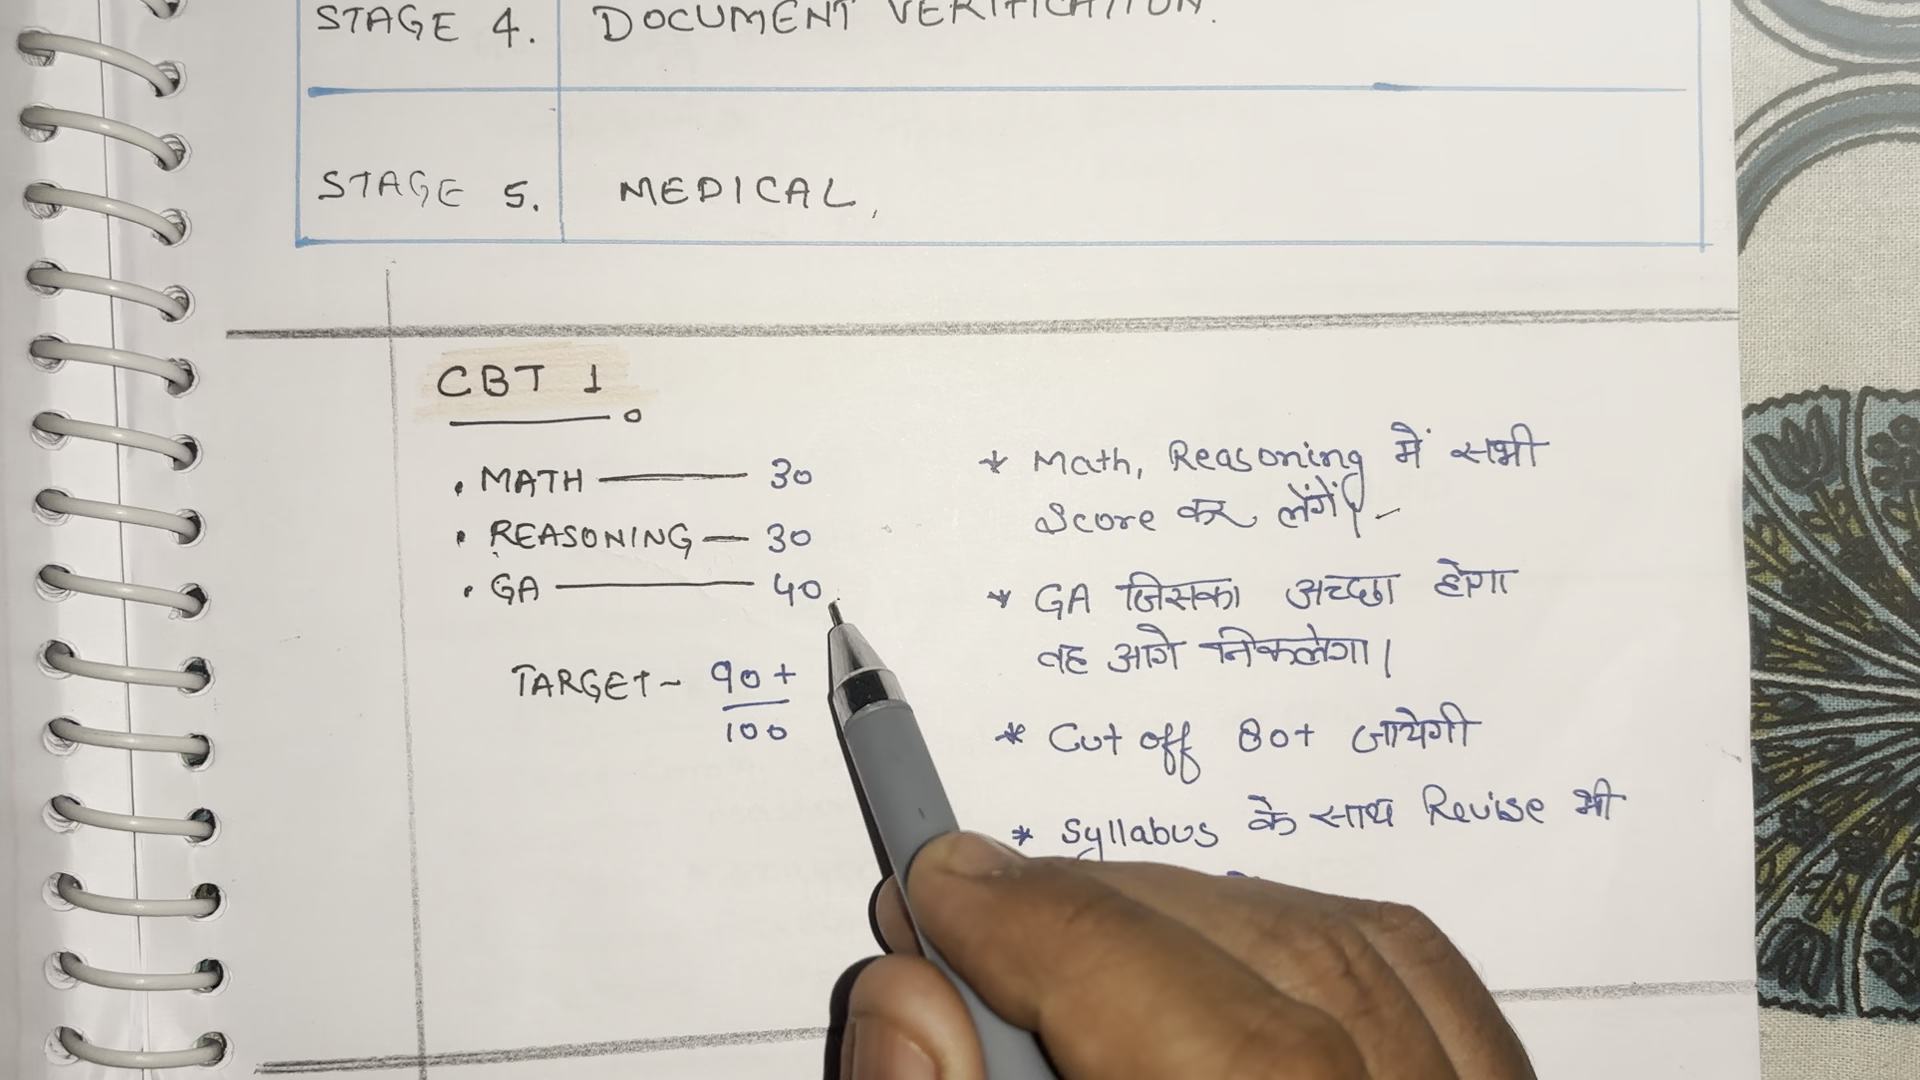 STAGE 4. DOCUMENT VERIFICATION.
STAGE 5. MEDICAL,
CBT 1
• MATH — 30
• REASONING — 30
• GA — 40
TARGET - 90+
100
* Math, Reasoning में सभी
Score कर लेंगें।
* GA जिसका अच्छा होगा
वह आगे निकलेगा।
* Cut off 80+ जायेगी
* Syllabus के साथ Revise भी